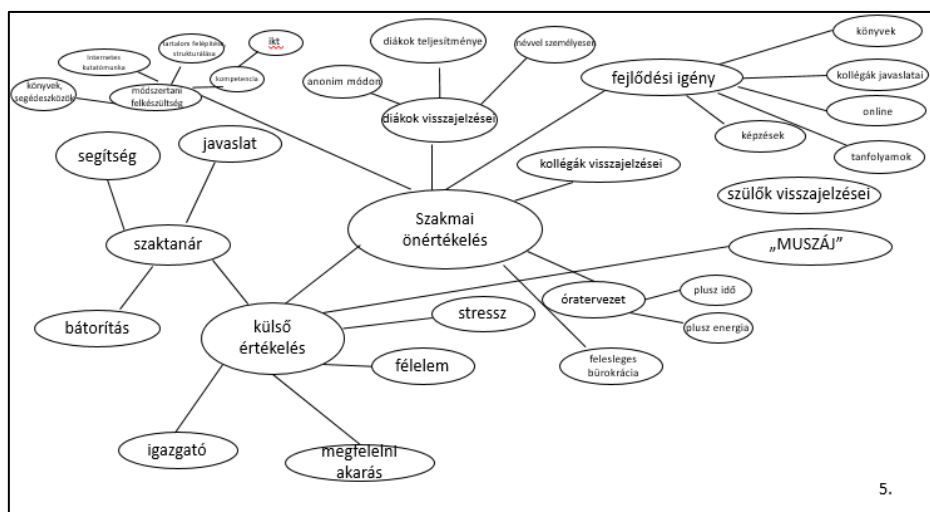 ikt
tartalom felépítése,
strukturálása
Internetes
kutatómunka
kompetencia
könyvek,
segédeszközök
módszertani
felkészültség
diákok teljesítménye
névvel személyesen
anonim módon
diákok visszajelzései
fejlődési igény
könyvek
kollégák javaslatai
online
képzések
tanfolyamok
segítség
javaslat
szaktanár
bátorítás
kollégák visszajelzései
Szakmai
önértékelés
szülők visszajelzései
„MUSZÁJ”
óratervezet
plusz idő
plusz energia
felesleges
bürokrácia
külső
értékelés
stressz
félelem
igazgató
megfelelni
akarás
5.